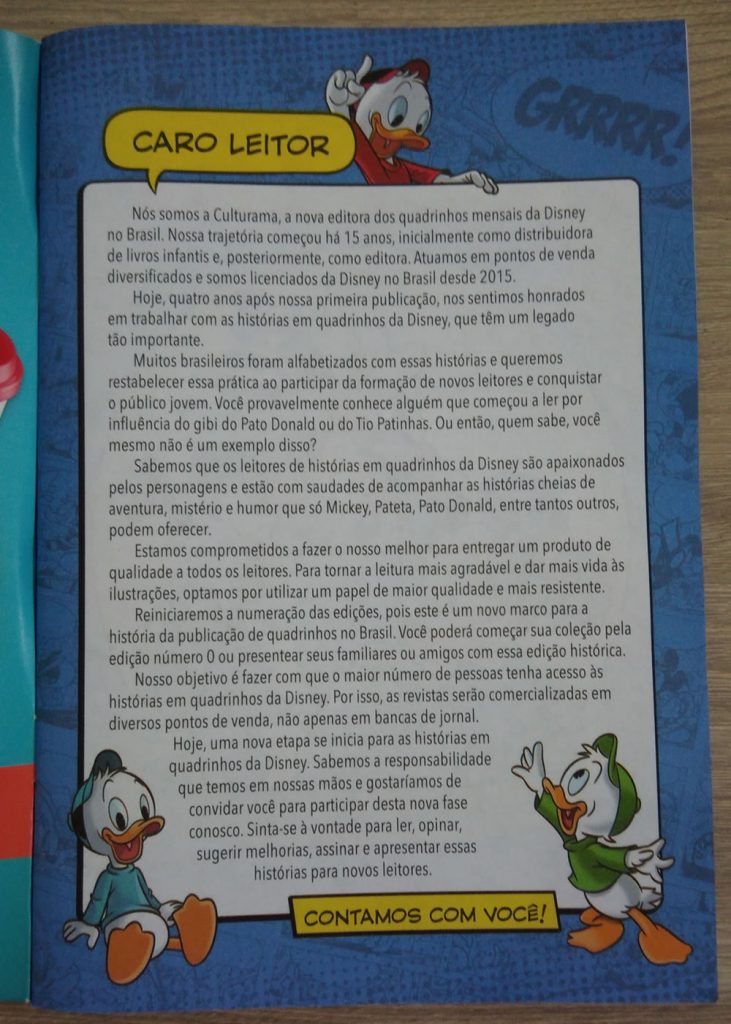 GRRRR!
CARO LEITOR
Nós somos a Culturama, a nova editora dos quadrinhos mensais da Disney
no Brasil. Nossa trajetória começou há 15 anos, inicialmente como distribuidora
de livros infantis e, posteriormente, como editora. Atuamos em pontos de venda
diversificados e somos licenciados da Disney no Brasil desde 2015.
Hoje, quatro anos após nossa primeira publicação, nos sentimos honrados
em trabalhar com as histórias em quadrinhos da Disney, que têm um legado
tão importante.
Muitos brasileiros foram alfabetizados com essas histórias e queremos
restabelecer essa prática ao participar da formação de novos leitores e conquistar
o público jovem. Você provavelmente conhece alguém que começou a ler por
influência do gibi do Pato Donald ou do Tio Patinhas. Ou então, quem sabe, você
mesmo não é um exemplo disso?
Sabemos que os leitores de histórias em quadrinhos da Disney são apaixonados
pelos personagens e estão com saudades de acompanhar as histórias cheias de
aventura, mistério e humor que só Mickey, Pateta, Pato Donald, entre tantos outros,
podem oferecer.
Estamos comprometidos a fazer o nosso melhor para entregar um produto de
qualidade a todos os leitores. Para tornar a leitura mais agradável e dar mais vida às
ilustrações, optamos por utilizar um papel de maior qualidade e mais resistente.
Reiniciaremos a numeração das edições, pois este é um novo marco para a
história da publicação de quadrinhos no Brasil. Você poderá começar sua coleção pela
edição número 0 ou presentear seus familiares ou amigos com essa edição histórica.
Nosso objetivo é fazer com que o maior número de pessoas tenha acesso às
histórias em quadrinhos da Disney. Por isso, as revistas serão comercializadas em
diversos pontos de venda, não apenas em bancas de jornal.
Hoje, uma nova etapa se inicia para as histórias em
quadrinhos da Disney. Sabemos a responsabilidade
que temos em nossas mãos e gostaríamos de
convidar você para participar desta nova fase
conosco. Sinta-se à vontade para ler, opinar,
sugerir melhorias, assinar e apresentar essas
histórias para novos leitores.
CONTAMOS COM VOCÊ!